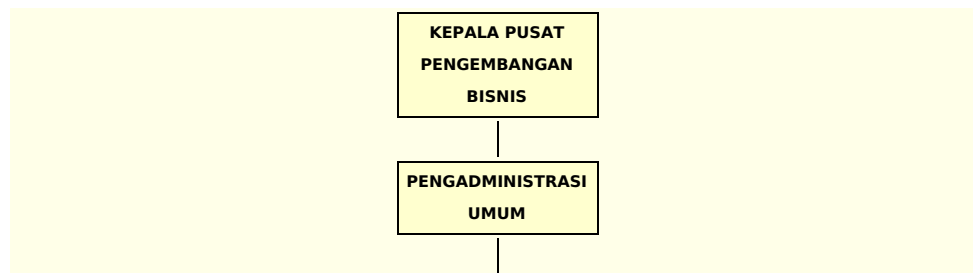 KEPALA PUSAT
PENGEMBANGAN
BISNIS
PENGADMINISTRASI
UMUM